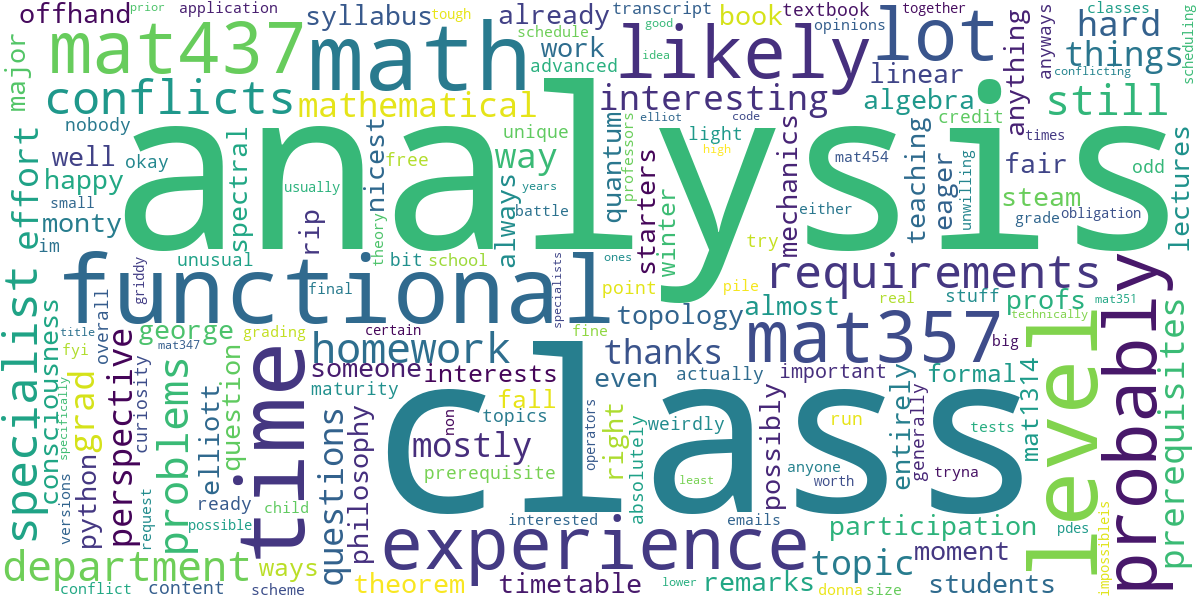 offhand
prior
application
tough
syllabus
already
transcript
book
textbook
together
classes
hard
major
mat437
math
schedule
good
opinions
likely
lot
anything
anyways
things
scheduling
work
advanced
idea
linear
conflicting
conflicts
mathematical
interesting
algebra
still
elliot
code
credit
nobody
unique
professors
light
high
mechanics
mat454
times
lectures
well
okay
nicest
free
way
quantum
teaching
eager
unwilling
fair
odd
happy
usually
analysis
starters
steam
small
spectral
years
battle
either
grade
obligation
monty
rip
always
winter
try
effort
im
unusual
theory
bit
school
ones
point
pile
requirements
functional
specialist
griddy
final
specialists
topology
almost
real
stuff
profs
mat351
overall
george
grading
certain
fine
mat357
technically
title
mat347
homework
thanks
big
fyi
consciousness
perspective
someone
interests
even
actually
important
formal
level
probably
prerequisites
grad
problems
curiosity
elliott
question
time
maturity
fall
class
mat1314
specifically
topics
weirdly
run
tests
questions
philosophy
non
mostly
operators
right
possibly
entirely
generally
python
prerequisite
absolutely
least
anyone
worth
tryna
versions
request
ready
possible
child
interested
emails
participation
pdes
impossibleis
department
ways
experience
topic
moment
conflict
content
scheme
theorem
timetable
lower
remarks
donna
size
students